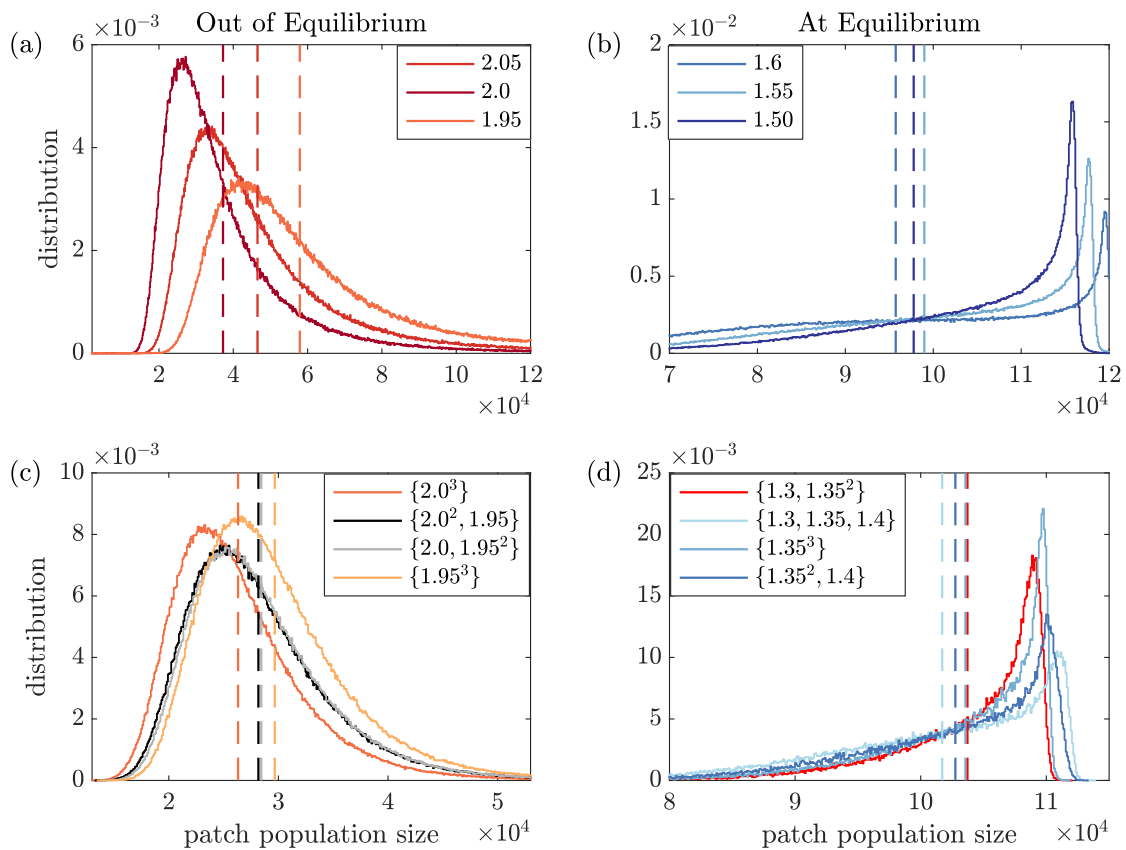 Out of Equilibrium
At Equilibrium
(a)
×10⁻³
6
4
2
0
distribution
2.05
2.0
1.95
2 4 6 8 10 12
×10⁴
(b)
×10⁻²
2
1.5
1
0.5
0
1.6
1.55
1.50
70 80 90 10 11 12
×10⁴
(c)
×10⁻³
10
8
6
4
2
0
distribution
{2.0³}
{2.0², 1.95}
{2.0, 1.95²}
{1.95³}
2 3 4 5
patch population size
×10⁴
(d)
×10⁻³
25
20
15
10
5
0
{1.3, 1.35²}
{1.3, 1.35, 1.4}
{1.35³}
{1.35², 1.4}
80 90 10 11
patch population size
×10⁴